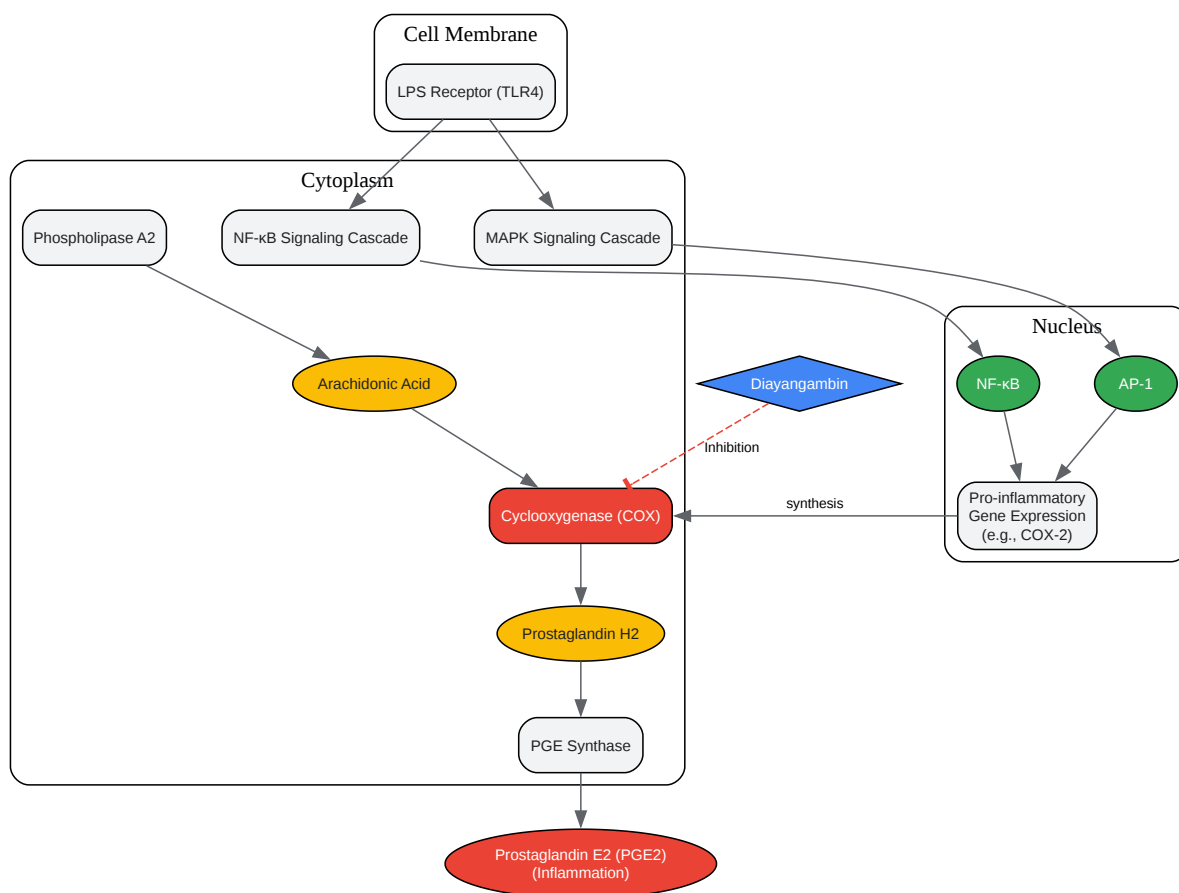 Cell Membrane
LPS Receptor (TLR4)
Cytoplasm
Phospholipase A2
NF-κB Signaling Cascade
MAPK Signaling Cascade
Nucleus
Arachidonic Acid
Diayangambin
NF-κB
AP-1
Inhibition
Cyclooxygenase (COX)
synthesis
Pro-inflammatory
Gene Expression
(e.g., COX-2)
Prostaglandin H2
PGE Synthase
Prostaglandin E2 (PGE2)
(Inflammation)